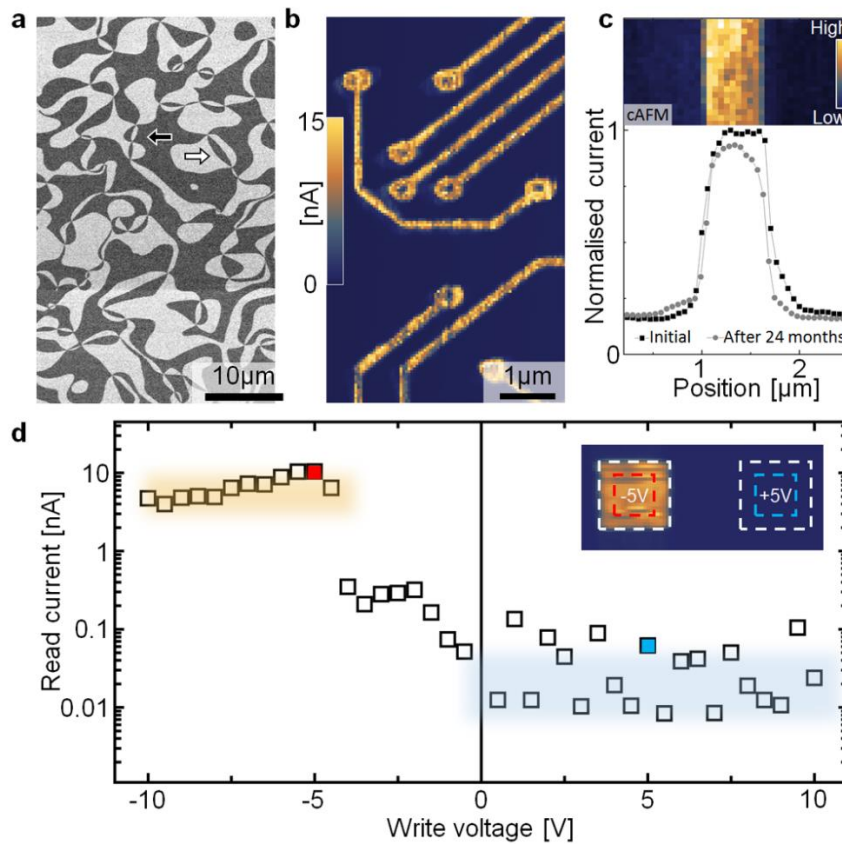 a
10µm
b
15
[nA]
0
1µm
c
High
Low
cAFM
1
Normalised current
0
Initial
After 24 months
1
2
Position [µm]
d
10
1
0.1
0.01
Read current [nA]
-5V
+5V
-10
-5
0
5
10
Write voltage [V]